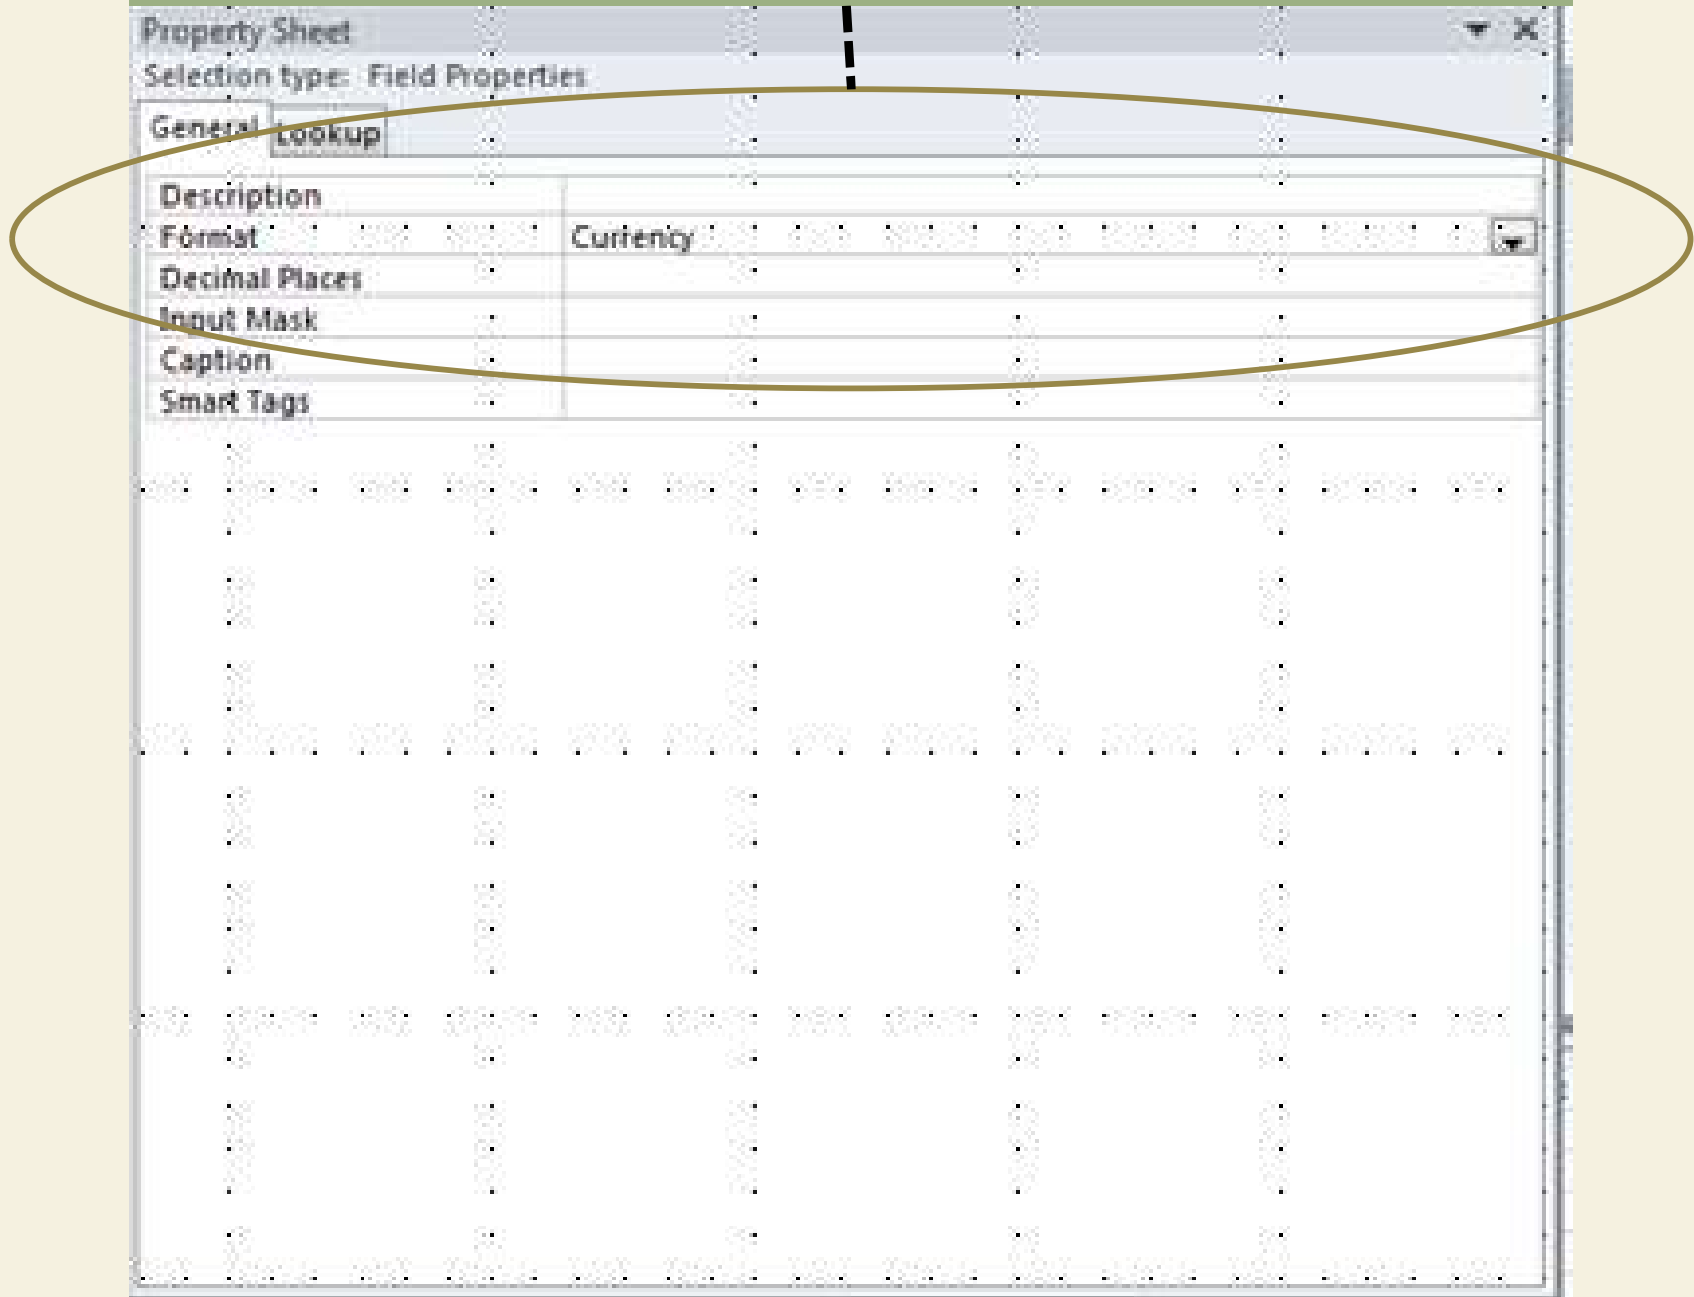 Property Sheet
Selection type: Field Properties
General Lookup
Description
Format Currency
Decimal Places
Input Mask
Caption
Smart Tags